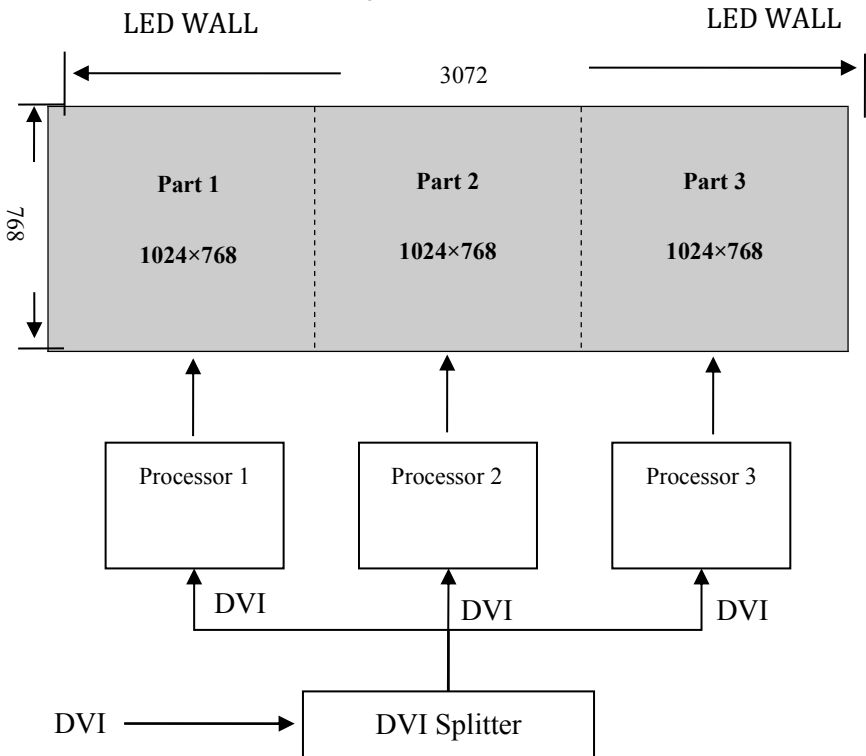 LED WALL
LED WALL
3072
768
Part 1
Part 2
Part 3
1024×768
1024×768
1024×768
Processor 1
Processor 2
Processor 3
DVI
DVI
DVI
DVI
DVI Splitter